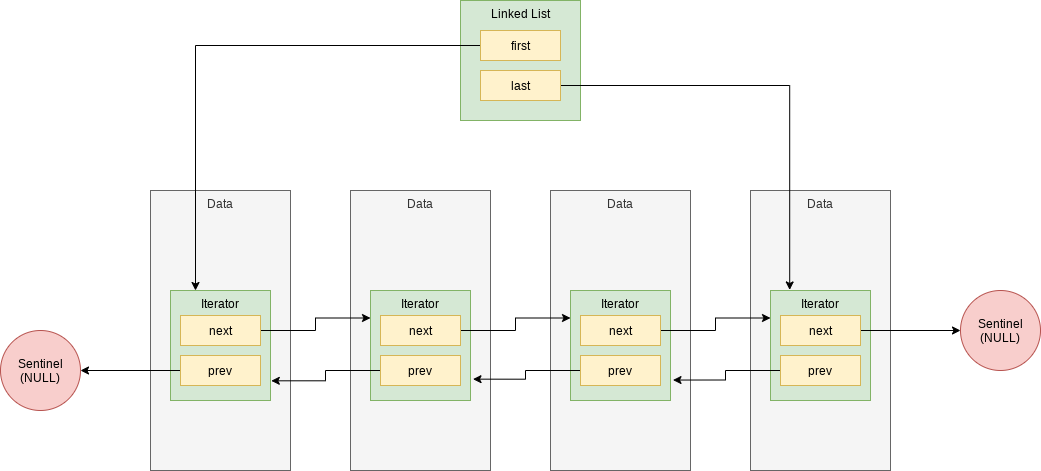 Linked List
first
last
Data
Data
Data
Data
Iterator
next
prev
Iterator
next
prev
Iterator
next
prev
Iterator
next
prev
Sentinel
(NULL)
Sentinel
(NULL)